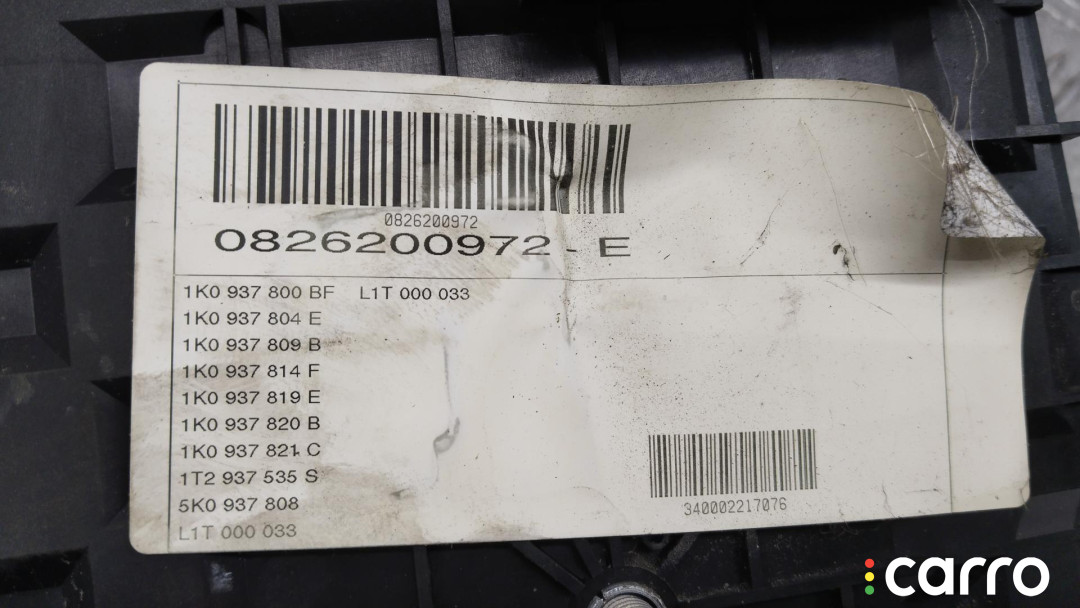 0826200972
0826200972 - E
1K0 937 800 BF L1T 000 033
1K0 937 804 E
1K0 937 809 B
1K0 937 814 F
1K0 937 819 E
1K0 937 820 B
1K0 937 821 C
1T2 937 535 S
5K0 937 808
L1T 000 033
340002217076
carro